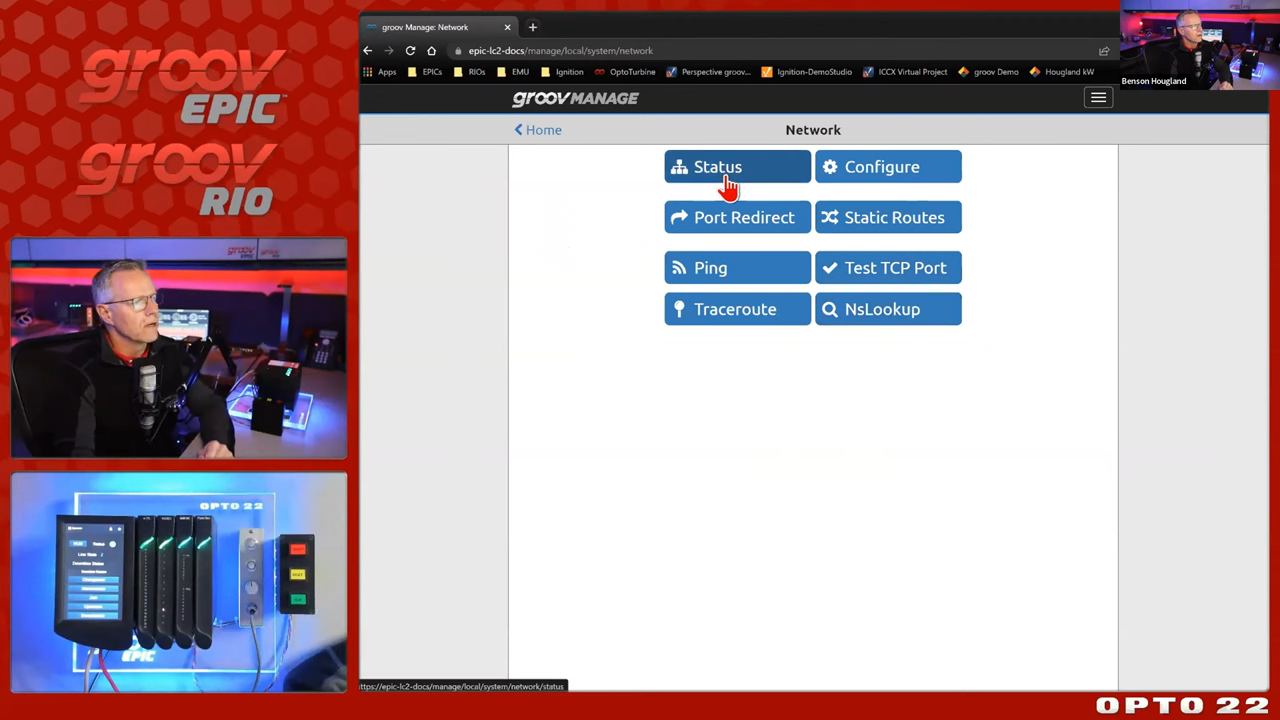 groov
EPIC™
groov
RIO
OPTO 22
EPIC
groov Manage: Network
epic-lc2-docs/manage/local/system/network
Apps
EPICs
RIOs
EMU
Ignition
OptoTurbine
Perspective groov...
Ignition-DemoStudio
ICCX Virtual Project
groov Demo
Hougland kW
Benson Hougland
groov MANAGE
Home
Network
Status
Configure
Port Redirect
Static Routes
Ping
Test TCP Port
Traceroute
NsLookup
https://epic-lc2-docs/manage/local/system/network/status
OPTO 22